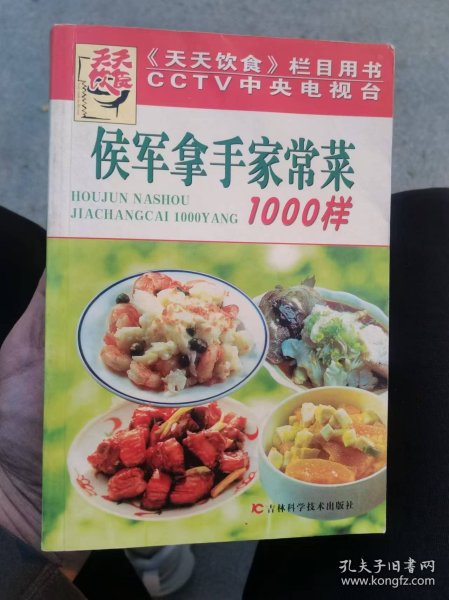 天天饮食
《天天饮食》栏目用书
CCTV中央电视台
侯军拿手家常菜
HOUJUN NASHOU
JIACHANGCAI 1000YANG
1000样
吉林科学技术出版社
孔夫子旧书网
www.kongfz.com